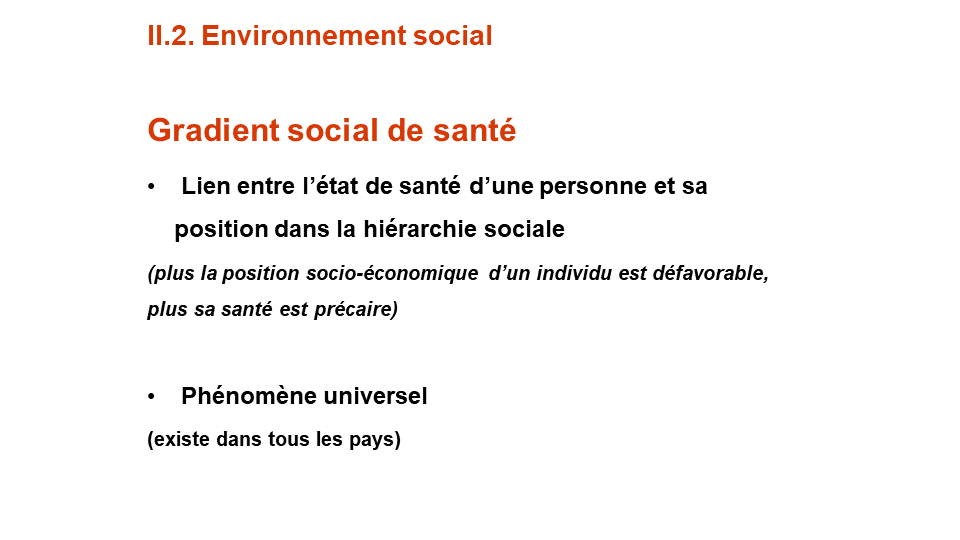 II.2. Environnement social
Gradient social de santé
• Lien entre l’état de santé d’une personne et sa
position dans la hiérarchie sociale
(plus la position socio-économique d’un individu est défavorable,
plus sa santé est précaire)
• Phénomène universel
(existe dans tous les pays)